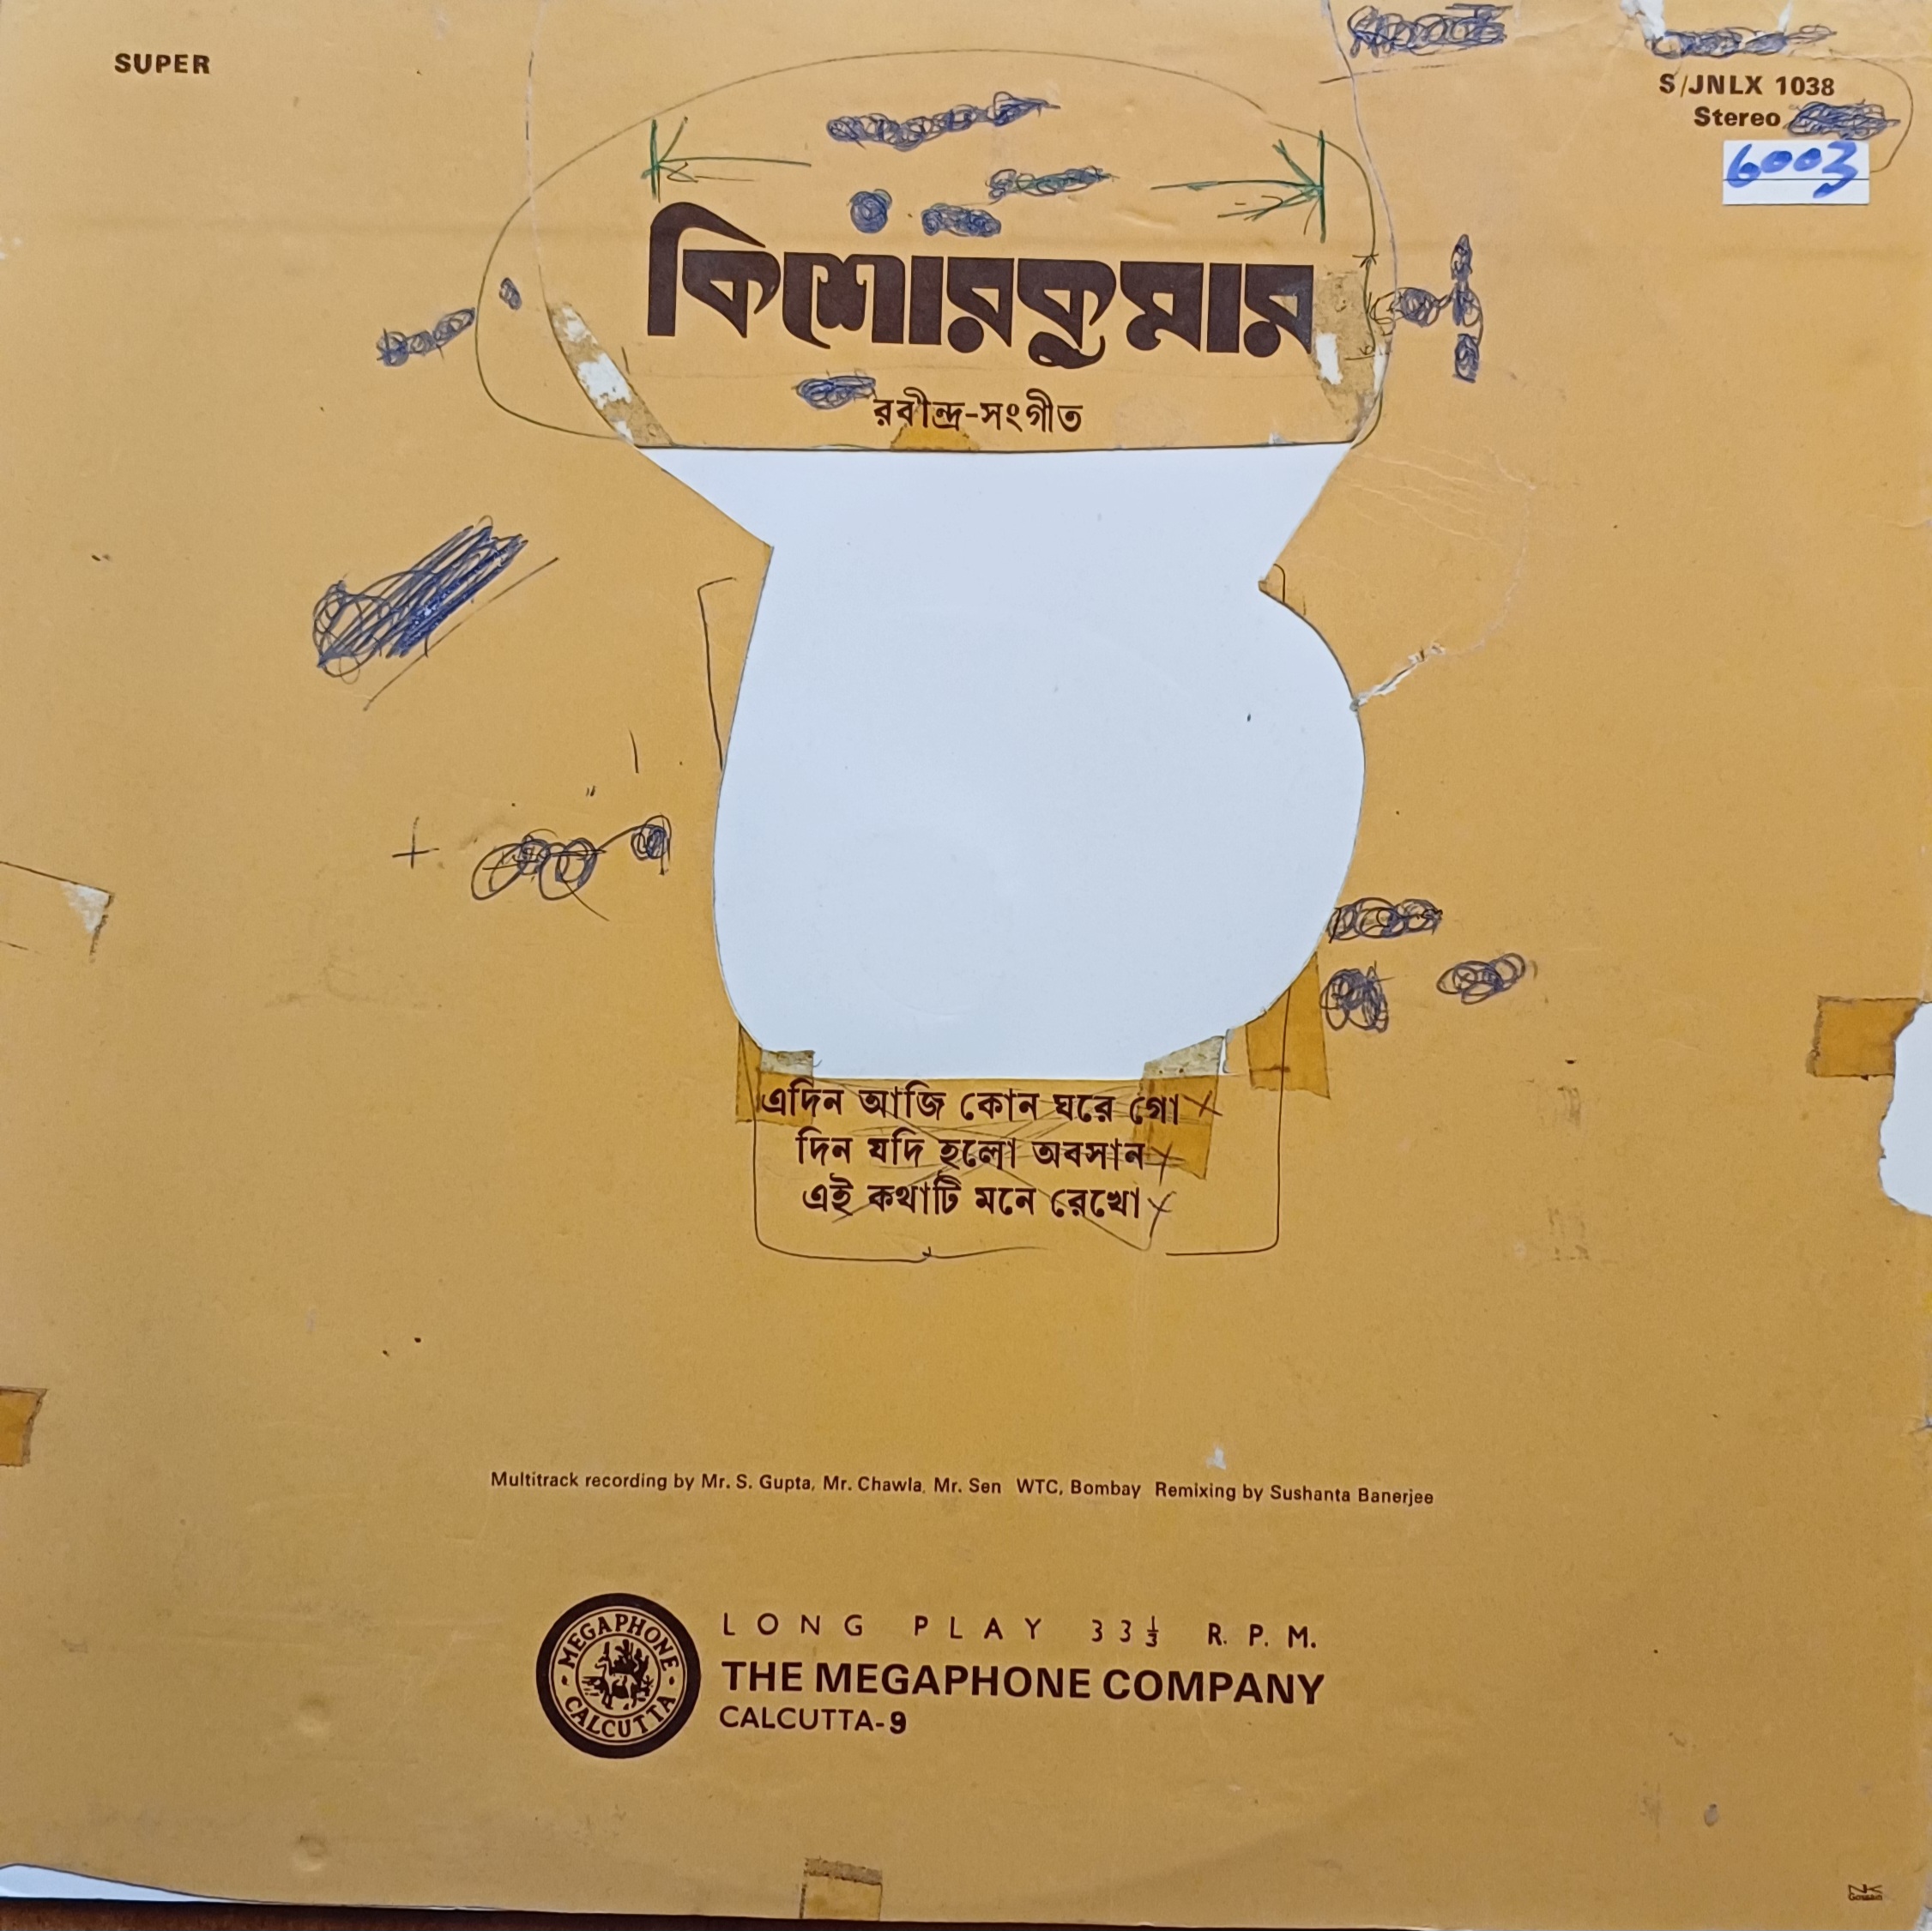 SUPER
S/JNLX 1038
Stereo
6003
কিশোরকুমার
রবীন্দ্র-সংগীত
এদিন আজি কোন ঘরে গো
দিন যদি হলো অবসান
এই কথাটি মনে রেখো
Multitrack recording by Mr. S. Gupta, Mr. Chawla, Mr. Sen WTC, Bombay Remixing by Sushanta Banerjee
MEGAPHONE
CALCUTTA
LONG PLAY 33⅓ R. P. M.
THE MEGAPHONE COMPANY
CALCUTTA-9